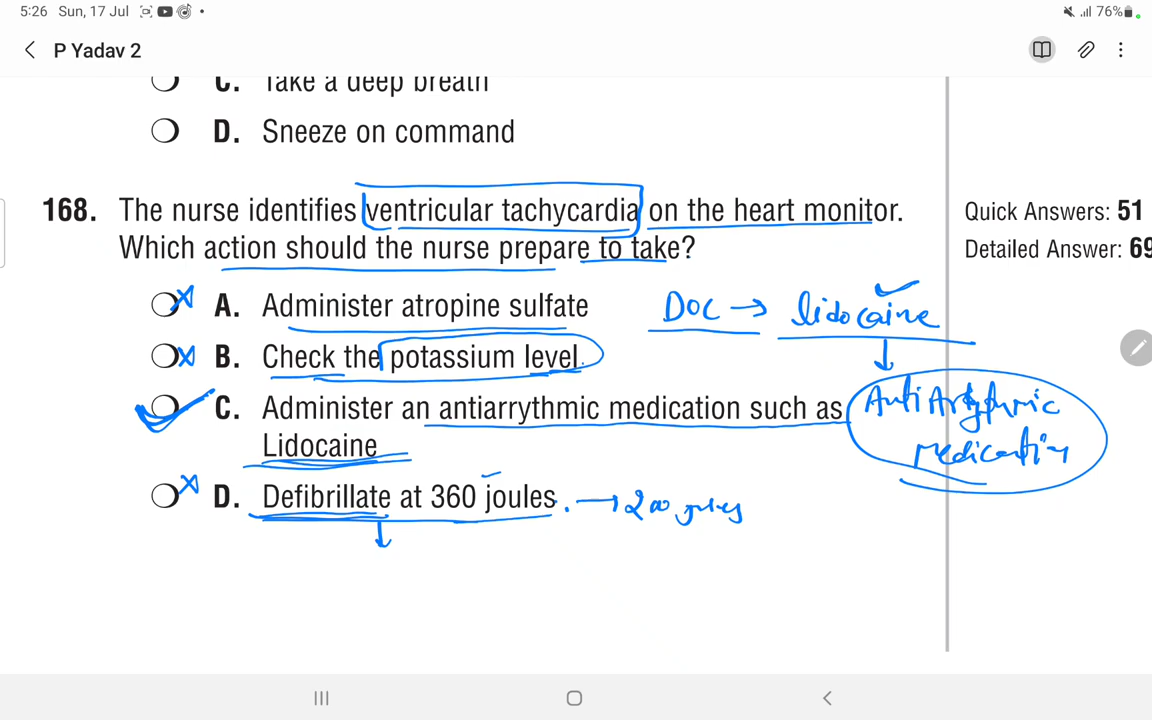 5:26 Sun, 17 Jul 76%
P Yadav 2
C. Take a deep breath
D. Sneeze on command
168. The nurse identifies ventricular tachycardia on the heart monitor. Quick Answers: 51
Which action should the nurse prepare to take? Detailed Answer: 69
A. Administer atropine sulfate DOC → lidocaine
B. Check the potassium level.
C. Administer an antiarrythmic medication such as
Lidocaine
AntiArrythmic
Medication
D. Defibrillate at 360 joules. → 200 joules